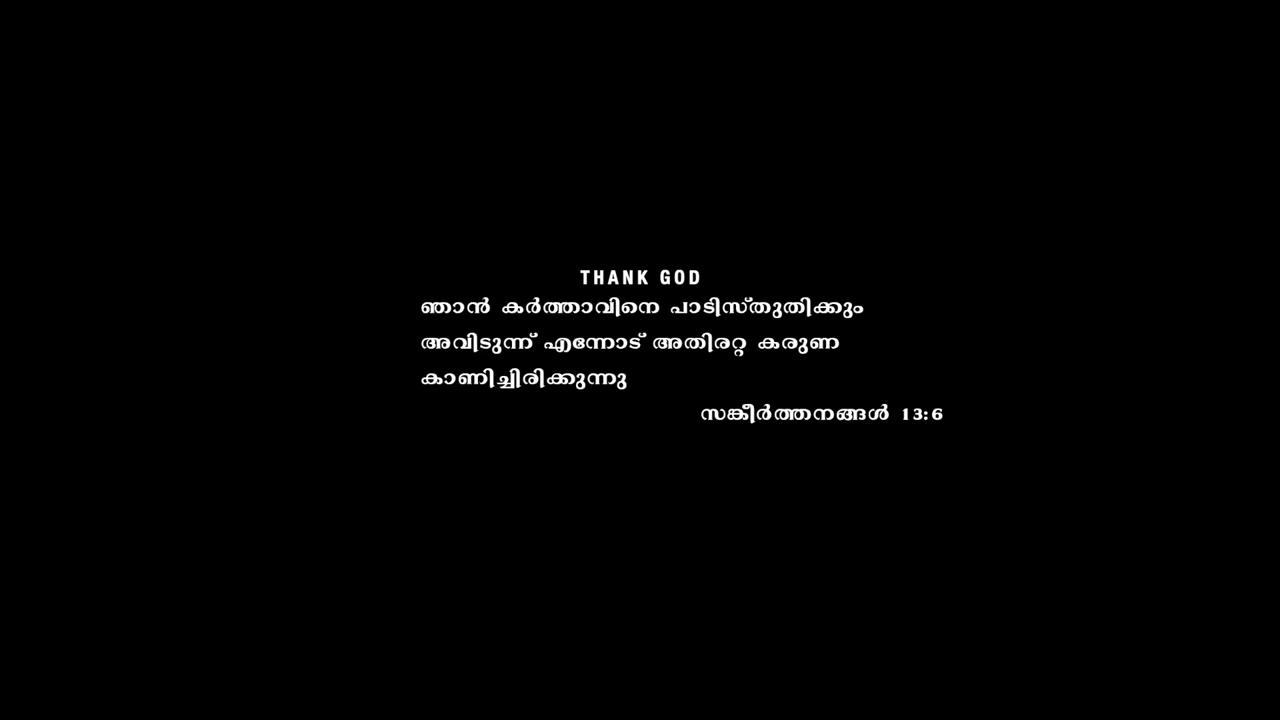 THANK GOD
ഞാൻ കർത്താവിനെ പാടിസ്തുതിക്കും
അവിടുന്ന് എന്നോട് അതിരറ്റ കരുണ
കാണിച്ചിരിക്കുന്നു
സങ്കീർത്തനങ്ങൾ 13:6